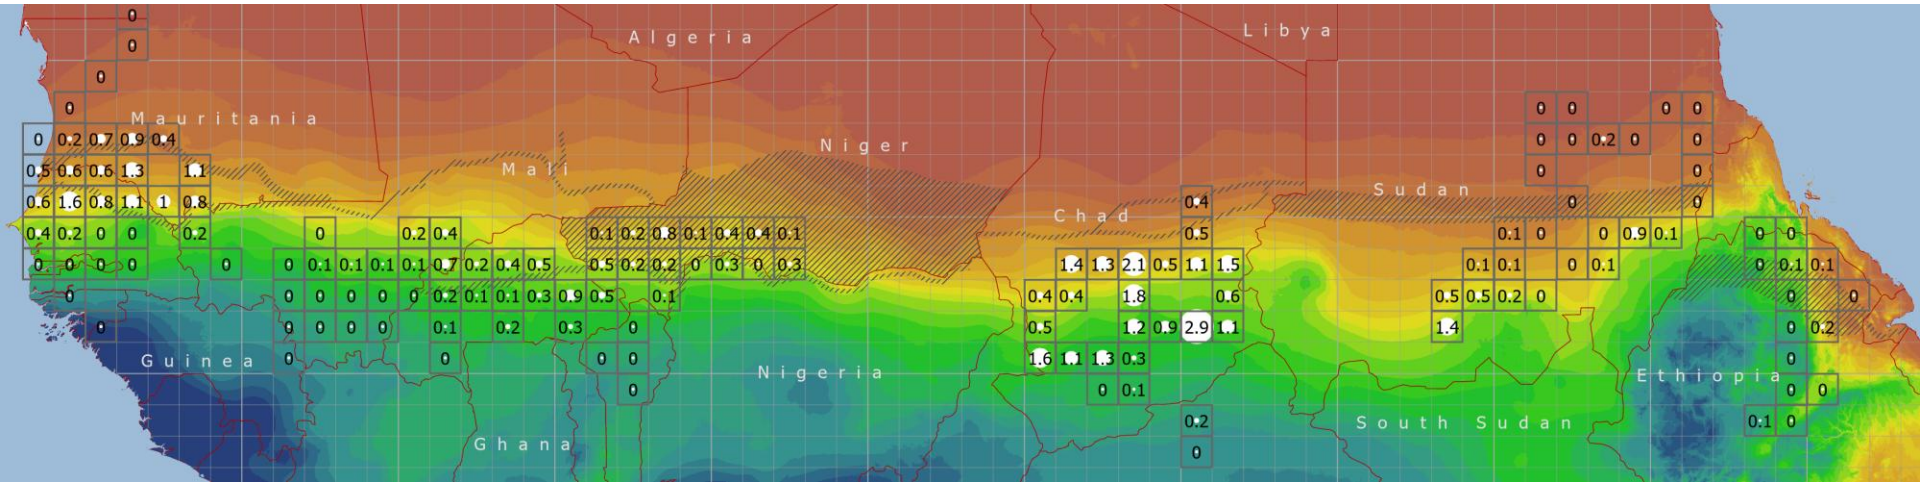 0
0 Algeria Libya
0
0 Mauritania 0 0 0 0
0 0.2 0.7 0.9 0.4 Niger 0 0 0.2 0 0
0.5 0.6 0.6 1.3 1.1 Mali 0
0.6 1.6 0.8 1.1 1 0.8 Chad 0.4 Sudan 0 0
0.4 0.2 0 0 0.2 0 0.2 0.4 0.1 0.2 0.8 0.1 0.4 0.4 0.1 0.5 0.1 0 0 0.9 0.1 0 0
0 0 0 0 0 0 0.1 0.1 0.1 0.1 0.7 0.2 0.4 0.5 0.5 0.2 0.2 0 0.3 0 0.3 1.4 1.3 2.1 0.5 1.1 1.5 0.1 0.1 0 0.1 0 0.1 0.1
0 0 0 0 0 0 0.2 0.1 0.1 0.3 0.9 0.5 0.1 0.4 0.4 1.8 0.6 0.5 0.5 0.2 0 0 0
0 0 0 0 0 0.1 0.2 0.3 0 0.5 1.2 0.9 2.9 1.1 1.4 0 0.2
Guinea 0 0 0 0 1.6 1.1 1.3 0.3 0
Nigeria 0 0 0.1 Ethiopia 0 0
0.2 South Sudan 0.1 0
Ghana 0